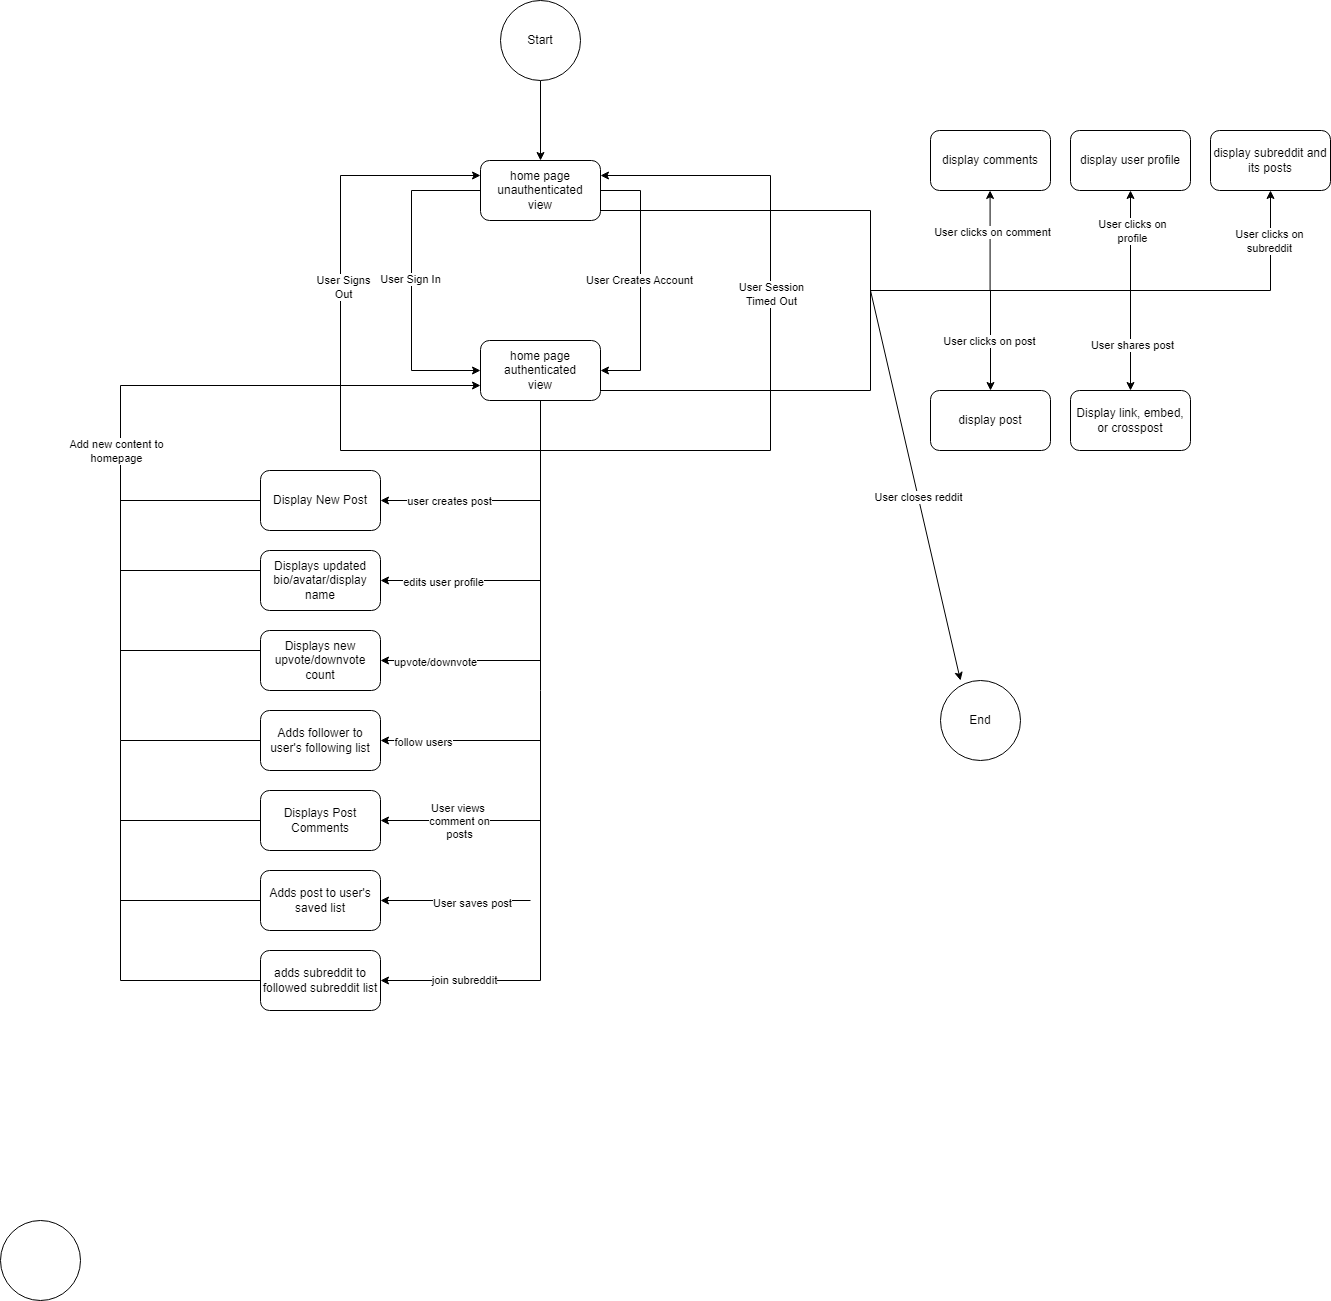 Start
home page
unauthenticated
view
display comments
display user profile
display subreddit and
its posts
User clicks on comment
User clicks on
profile
User clicks on
subreddit
User Signs
Out
User Sign In
User Creates Account
User Session
Timed Out
home page
authenticated
view
User clicks on post
User shares post
display post
Display link, embed,
or crosspost
Add new content to
homepage
Display New Post
user creates post
User closes reddit
Displays updated
bio/avatar/display
name
edits user profile
Displays new
upvote/downvote
count
upvote/downvote
Adds follower to
user's following list
follow users
End
Displays Post
Comments
User views
comment on
posts
Adds post to user's
saved list
User saves post
adds subreddit to
followed subreddit list
join subreddit